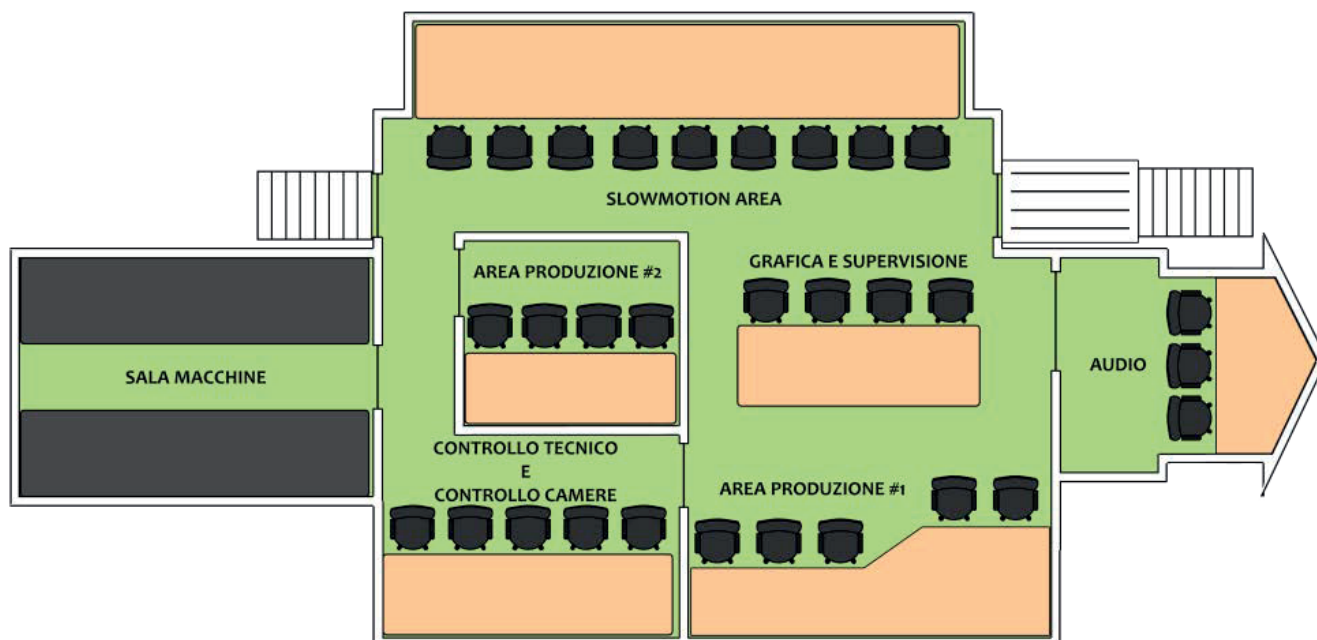 SLOWMOTION AREA
AREA PRODUZIONE #2
GRAFICA E SUPERVISIONE
SALA MACCHINE
AUDIO
CONTROLLO TECNICO
E
CONTROLLO CAMERE
AREA PRODUZIONE #1